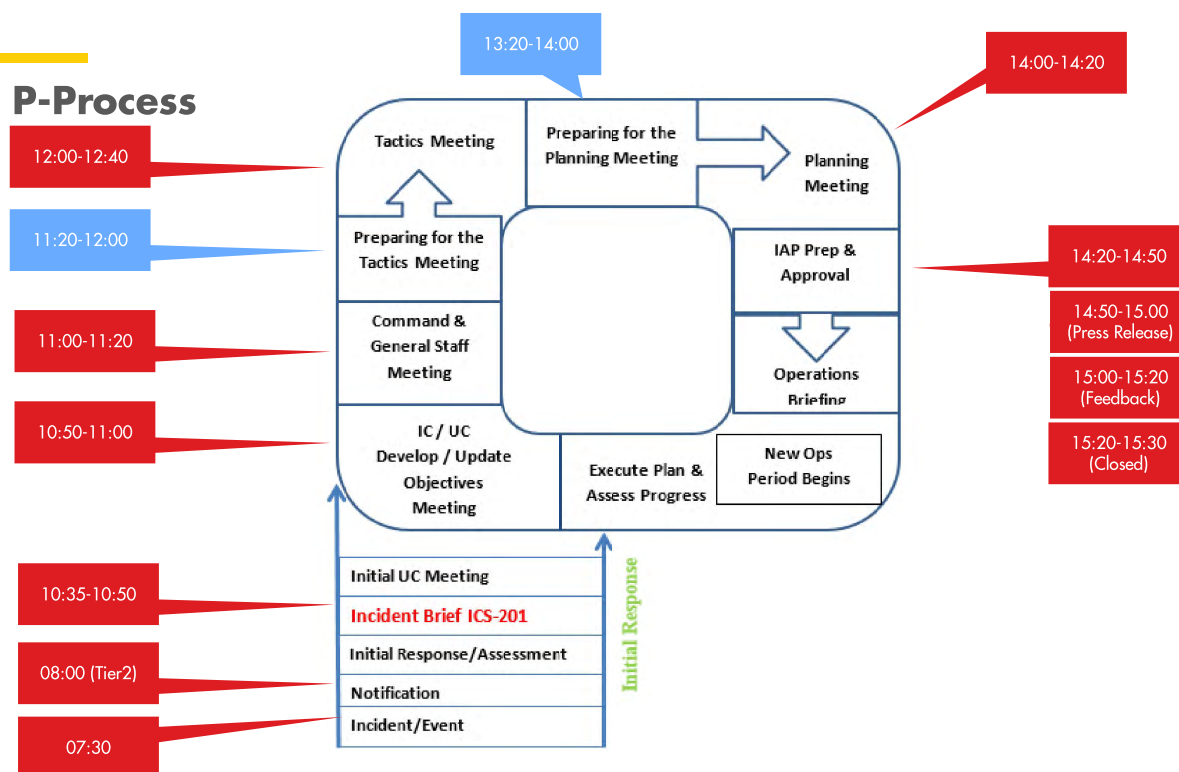 P-Process
13:20-14:00
14:00-14:20
12:00-12:40
11:20-12:00
11:00-11:20
10:50-11:00
10:35-10:50
08:00 (Tier2)
07:30
14:20-14:50
14:50-15.00
(Press Release)
15:00-15:20
(Feedback)
15:20-15:30
(Closed)
Tactics Meeting
Preparing for the
Planning Meeting
Planning
Meeting
Preparing for the
Tactics Meeting
IAP Prep &
Approval
Command &
General Staff
Meeting
Operations
Briefing
IC / UC
Develop / Update
Objectives
Meeting
Execute Plan &
Assess Progress
New Ops
Period Begins
Initial UC Meeting
Incident Brief ICS-201
Initial Response/Assessment
Notification
Incident/Event
Initial Response